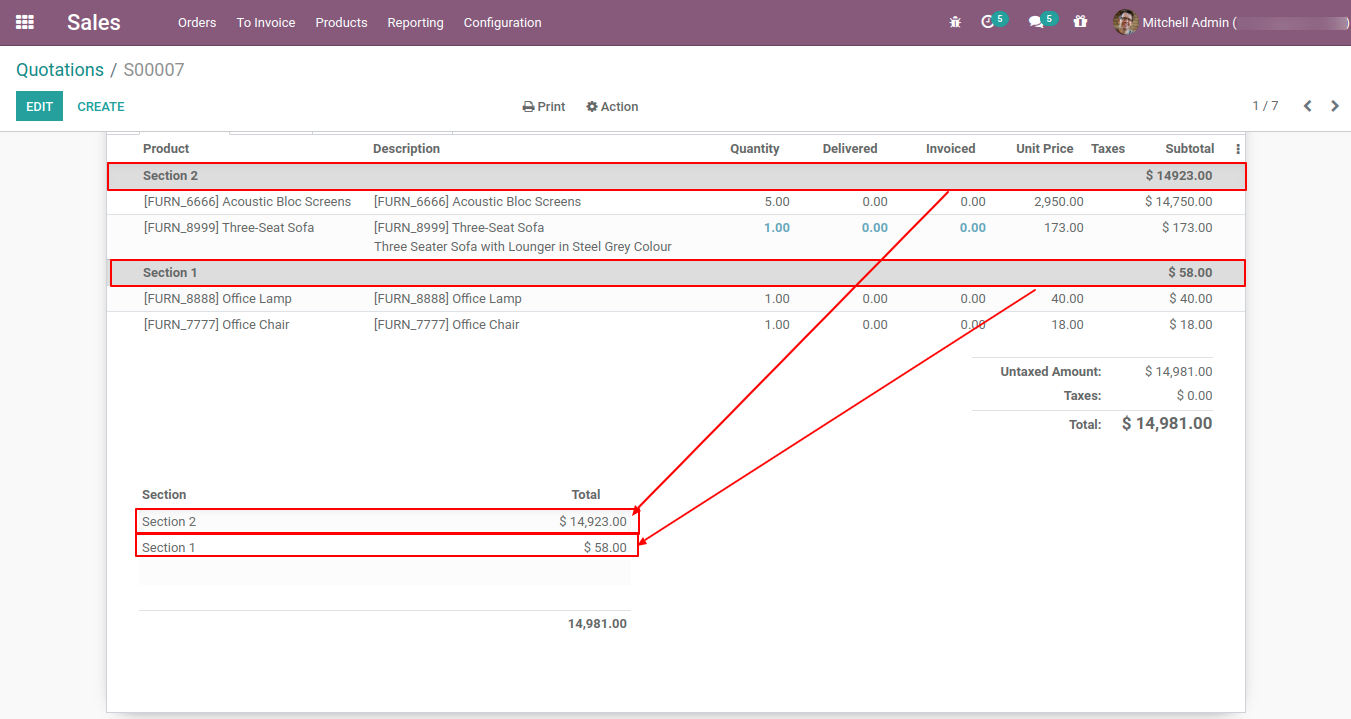 Sales Orders To Invoice Products Reporting Configuration 5 5 Mitchell Admin ( )
Quotations / S00007
EDIT CREATE Print Action 1 / 7
Product Description Quantity Delivered Invoiced Unit Price Taxes Subtotal
Section 2 $ 14923.00
[FURN_6666] Acoustic Bloc Screens [FURN_6666] Acoustic Bloc Screens 5.00 0.00 0.00 2,950.00 $ 14,750.00
[FURN_8999] Three-Seat Sofa [FURN_8999] Three-Seat Sofa 1.00 0.00 0.00 173.00 $ 173.00
Three Seater Sofa with Lounger in Steel Grey Colour
Section 1 $ 58.00
[FURN_8888] Office Lamp [FURN_8888] Office Lamp 1.00 0.00 0.00 40.00 $ 40.00
[FURN_7777] Office Chair [FURN_7777] Office Chair 1.00 0.00 0.00 18.00 $ 18.00
Untaxed Amount: $ 14,981.00
Taxes: $ 0.00
Total: $ 14,981.00
Section Total
Section 2 $ 14,923.00
Section 1 $ 58.00
14,981.00